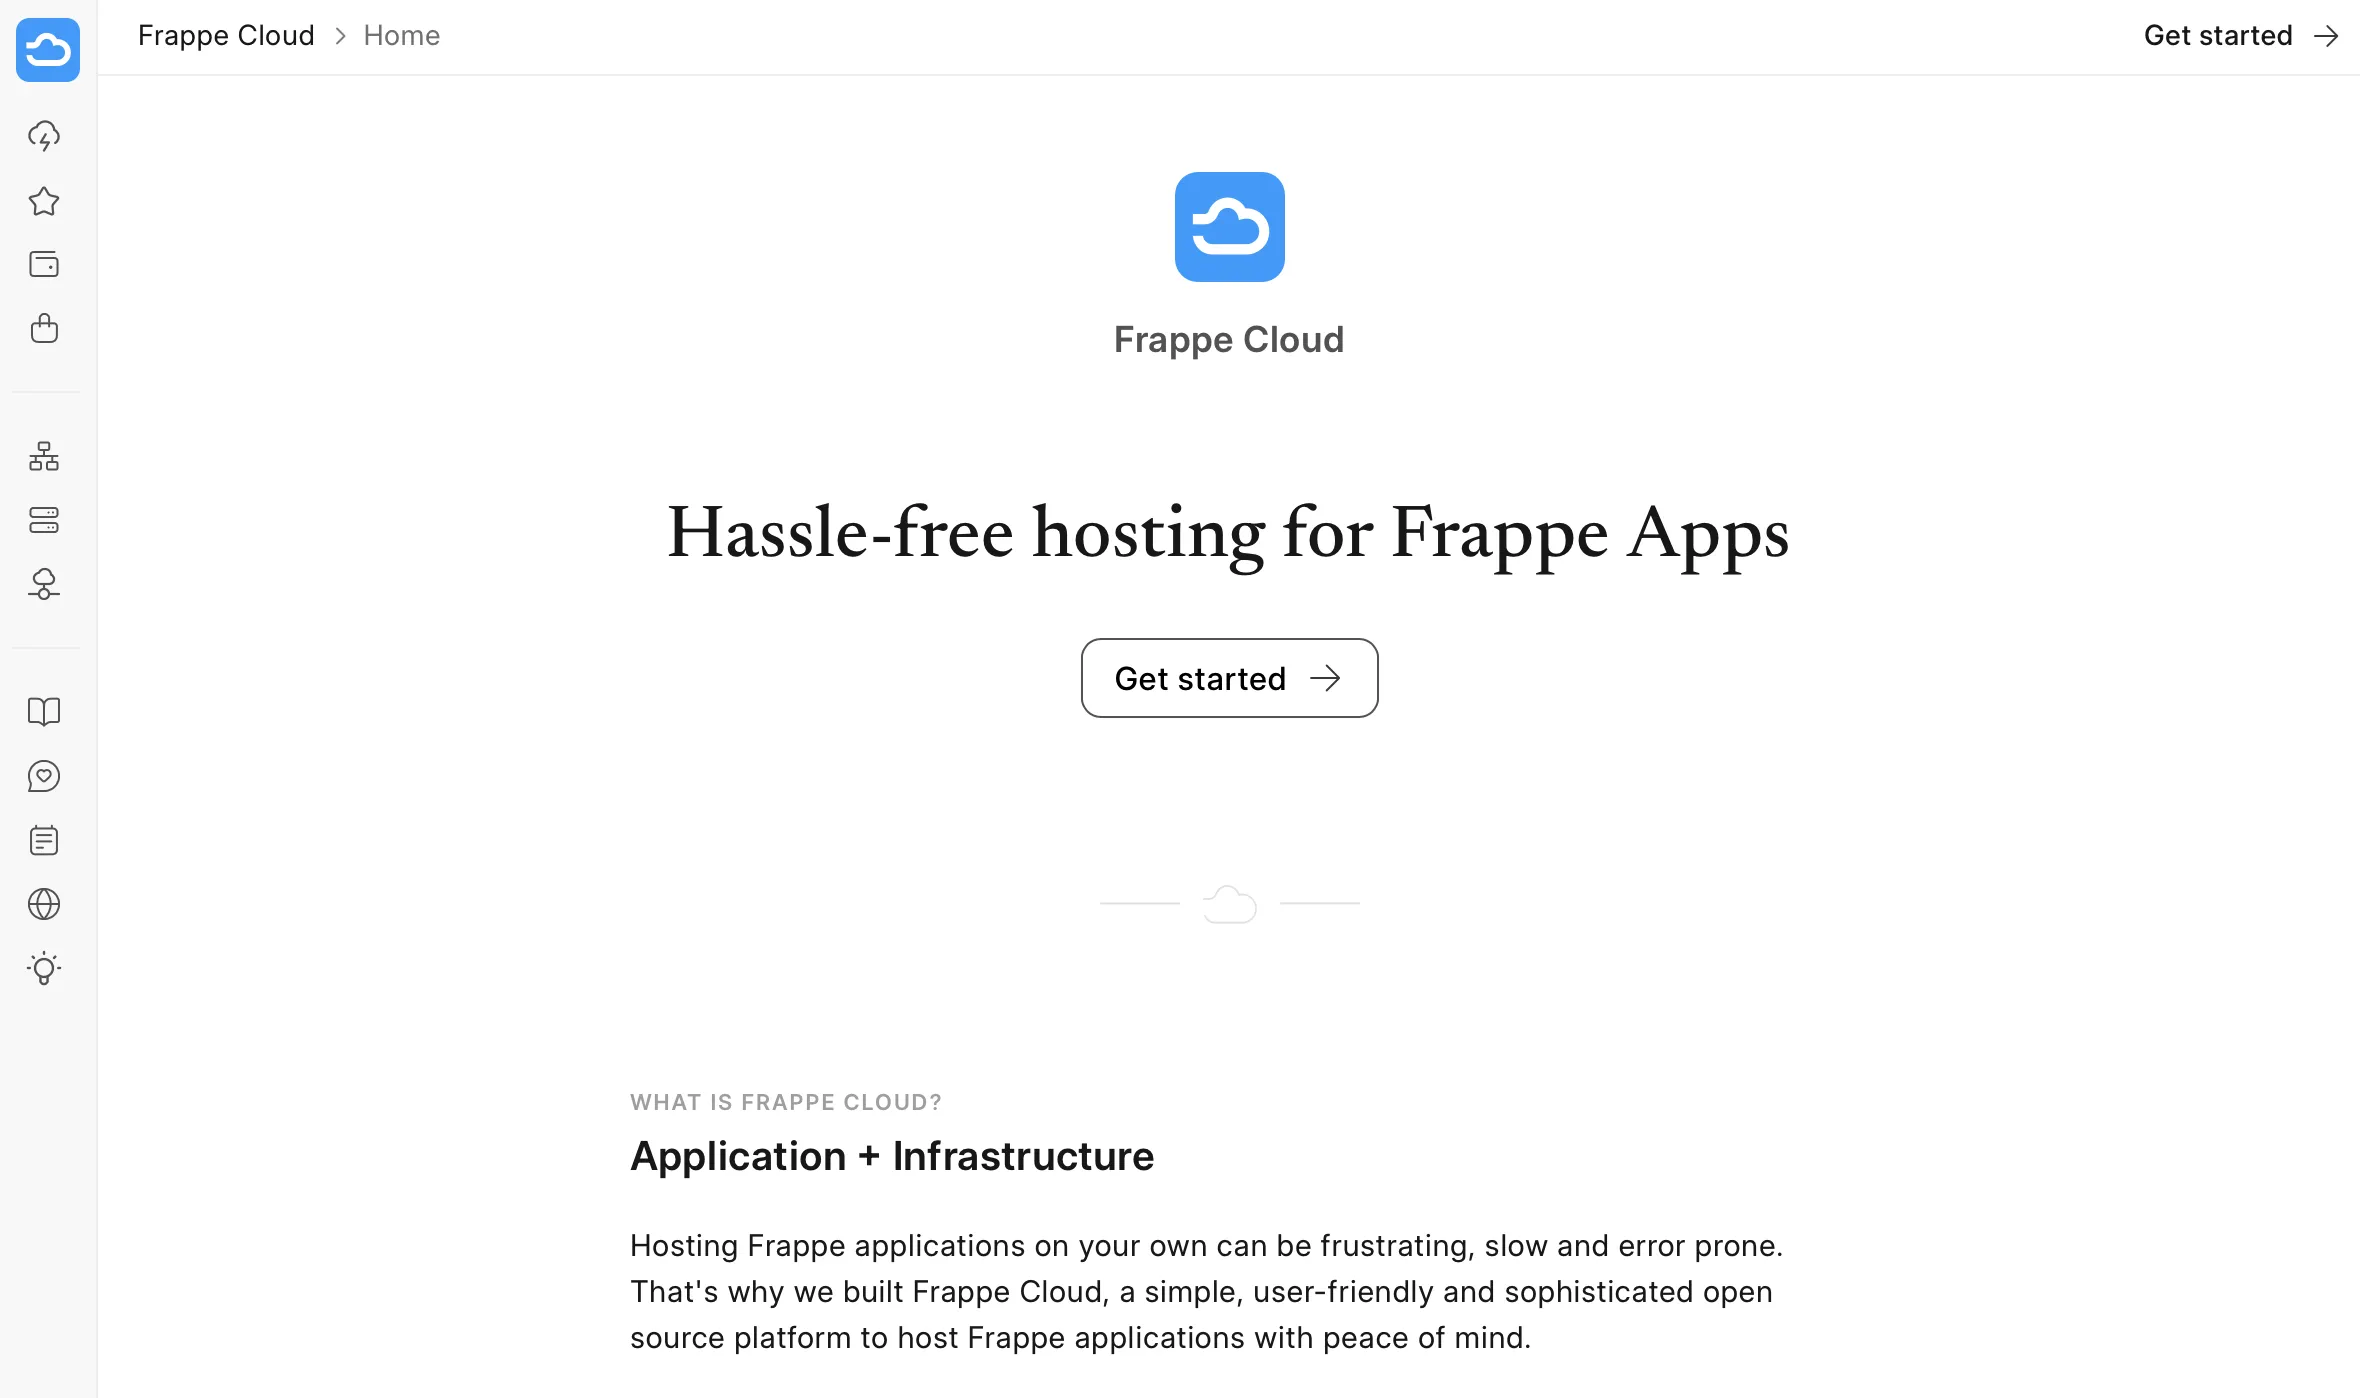 Frappe Cloud > Home
Get started →
Frappe Cloud
Hassle-free hosting for Frappe Apps
Get started →
WHAT IS FRAPPE CLOUD?
Application + Infrastructure
Hosting Frappe applications on your own can be frustrating, slow and error prone.
That's why we built Frappe Cloud, a simple, user-friendly and sophisticated open
source platform to host Frappe applications with peace of mind.